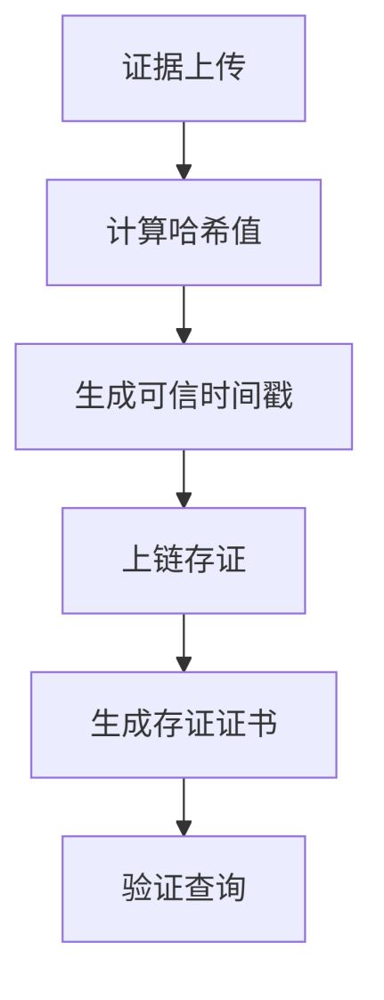 证据上传
计算哈希值
生成可信时间戳
上链存证
生成存证证书
验证查询